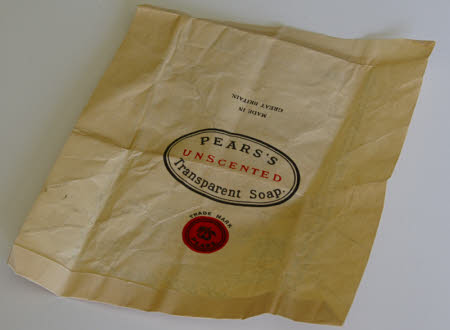 MADE IN
GREAT BRITAIN.
PEARS'S
UNSCENTED
Transparent Soap.
TRADE MARK